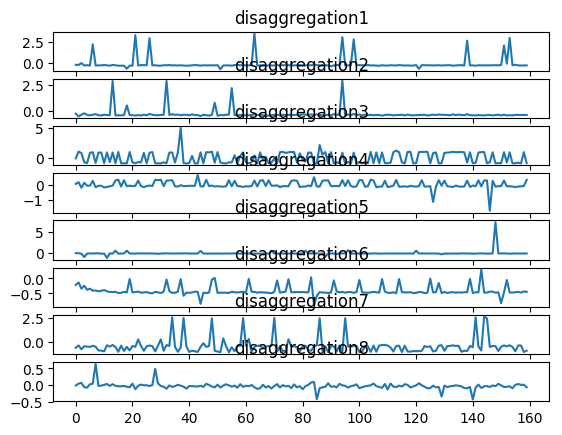 disaggregation1
2.5
0.0
disaggregation2
2.5
0.0
disaggregation3
5
0
disaggregation4
0
−1
disaggregation5
5
0
disaggregation6
0.0
−0.5
disaggregation7
2.5
0.0
disaggregation8
0.5
0.0
−0.5
0 20 40 60 80 100 120 140 160